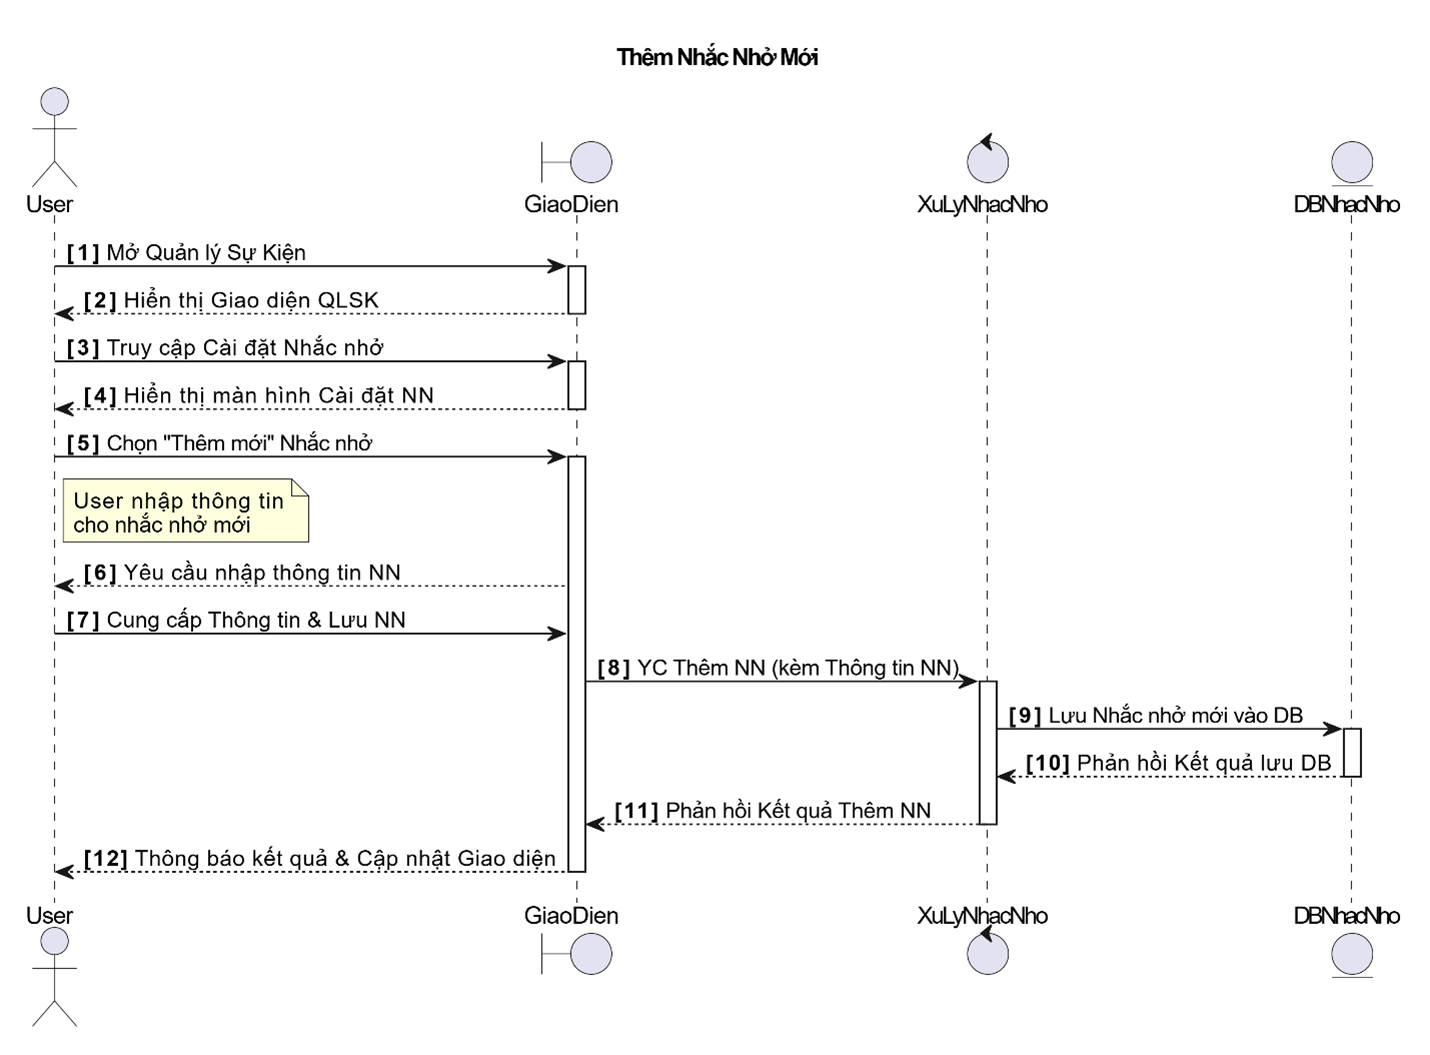 Thêm Nhắc Nhở Mới
User
GiaoDien
XuLyNhacNho
DBNhacNho
[1] Mở Quản lý Sự Kiện
[2] Hiển thị Giao diện QLSK
[3] Truy cập Cài đặt Nhắc nhở
[4] Hiển thị màn hình Cài đặt NN
[5] Chọn "Thêm mới" Nhắc nhở
User nhập thông tin
cho nhắc nhở mới
[6] Yêu cầu nhập thông tin NN
[7] Cung cấp Thông tin & Lưu NN
[8] YC Thêm NN (kèm Thông tin NN)
[9] Lưu Nhắc nhở mới vào DB
[10] Phản hồi Kết quả lưu DB
[11] Phản hồi Kết quả Thêm NN
[12] Thông báo kết quả & Cập nhật Giao diện
User
GiaoDien
XuLyNhacNho
DBNhacNho